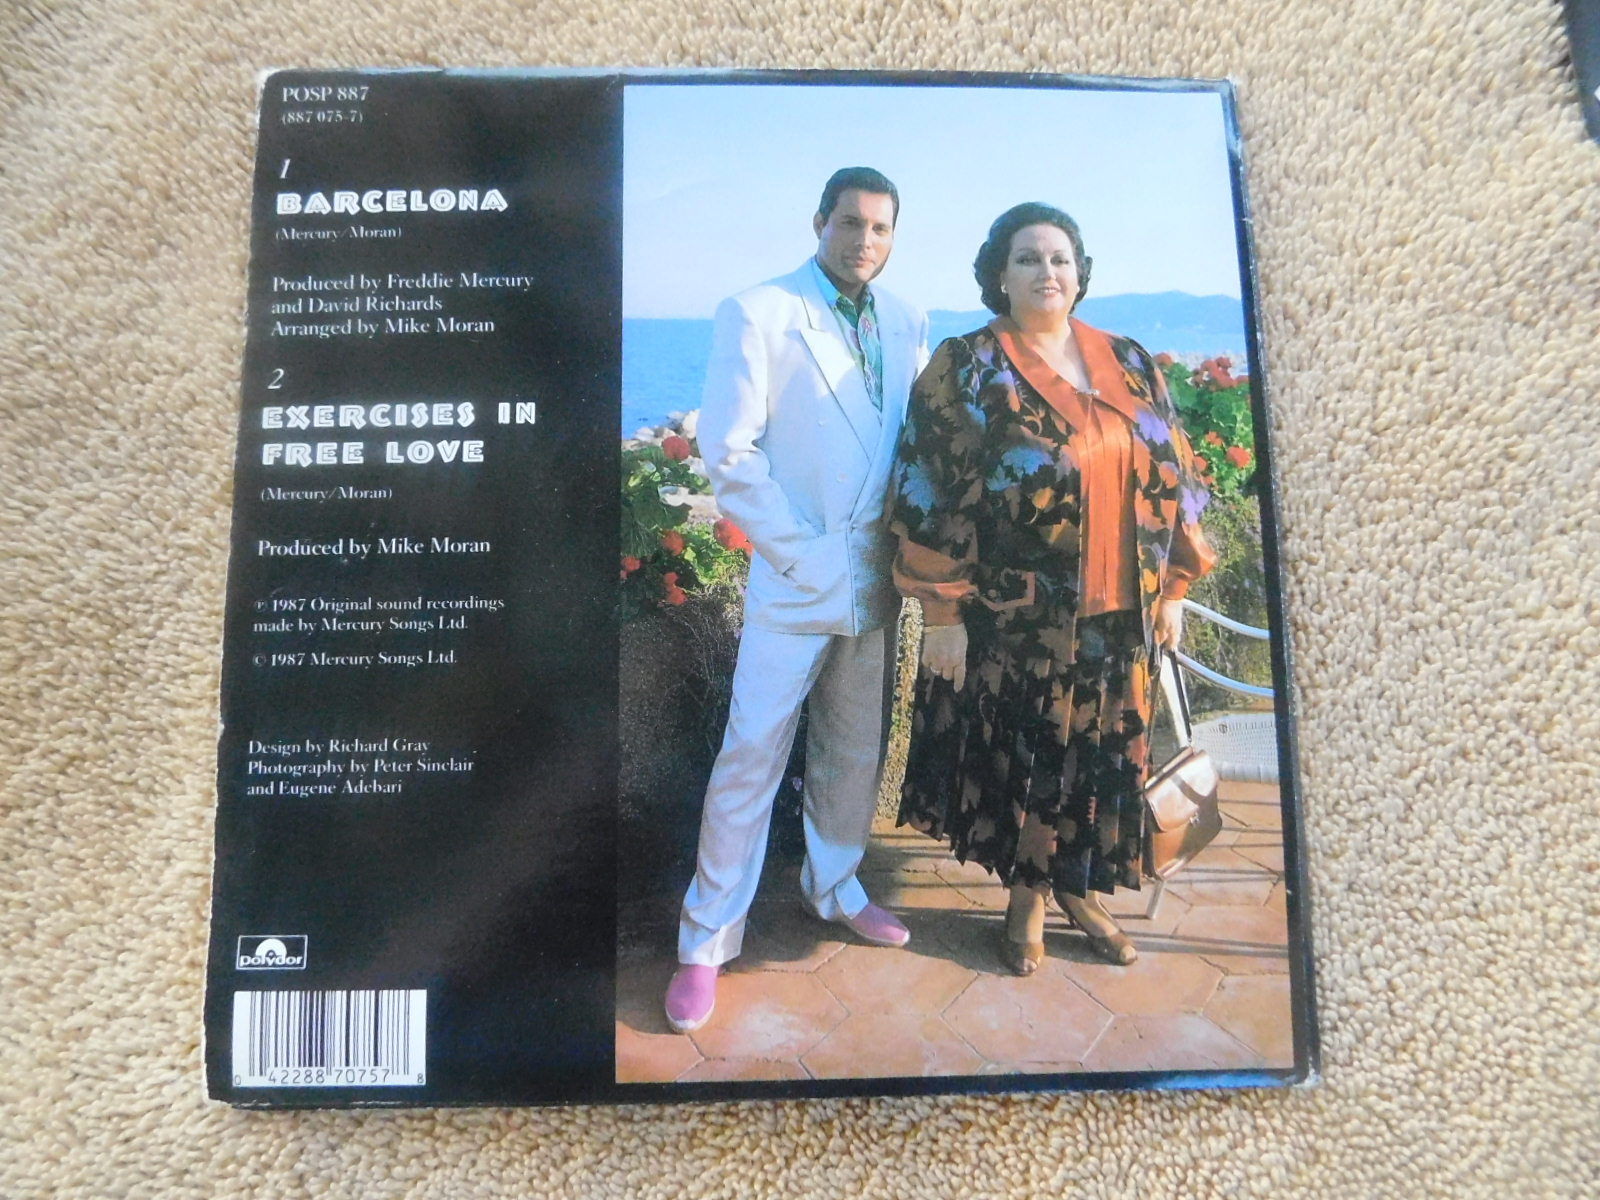 POSP 887
(887 075-7)
1
BARCELONA
(Mercury/Moran)
Produced by Freddie Mercury
and David Richards
Arranged by Mike Moran
2
EXERCISES IN
FREE LOVE
(Mercury/Moran)
Produced by Mike Moran
℗ 1987 Original sound recordings
made by Mercury Songs Ltd.
© 1987 Mercury Songs Ltd.
Design by Richard Gray
Photography by Peter Sinclair
and Eugene Adebari
polydor
0 42288 70757 8